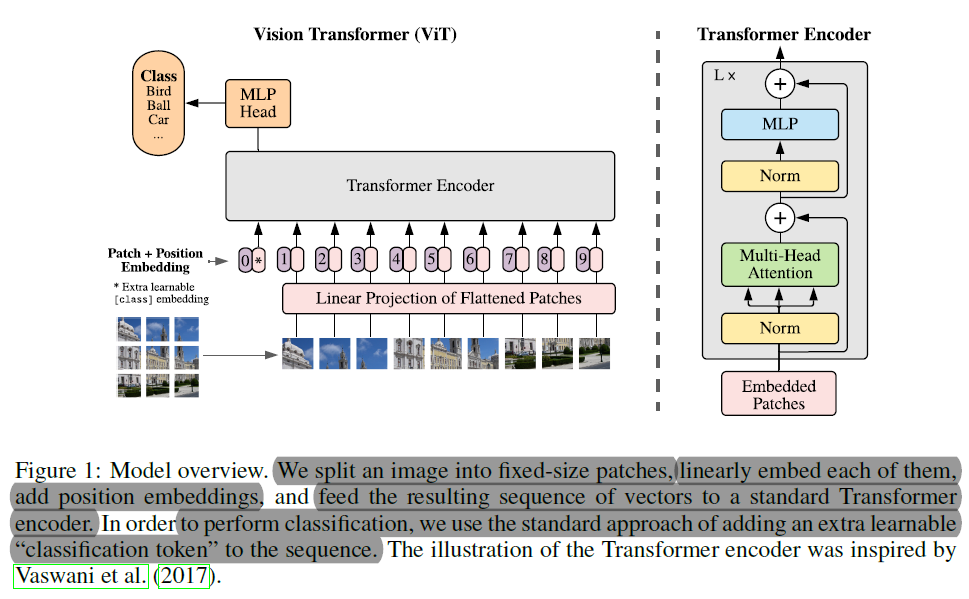 Vision Transformer (ViT)
Class
Bird
Ball
Car
...
MLP
Head
Transformer Encoder
Patch + Position
Embedding
* Extra learnable
[class] embedding
0 * 1 2 3 4 5 6 7 8 9
Linear Projection of Flattened Patches
Transformer Encoder
L ×
+
MLP
Norm
+
Multi-Head
Attention
Norm
Embedded
Patches
Figure 1: Model overview. We split an image into fixed-size patches, linearly embed each of them,
add position embeddings, and feed the resulting sequence of vectors to a standard Transformer
encoder. In order to perform classification, we use the standard approach of adding an extra learnable
“classification token” to the sequence. The illustration of the Transformer encoder was inspired by
Vaswani et al. (2017).